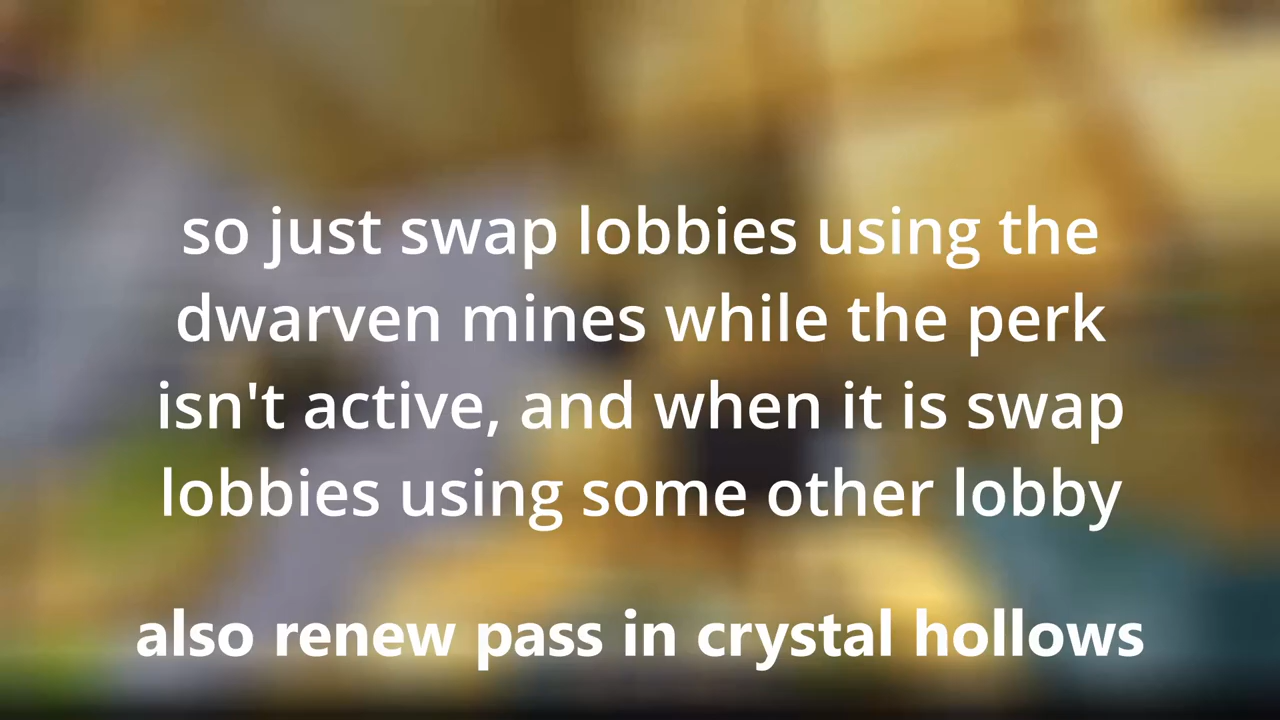 so just swap lobbies using the
dwarven mines while the perk
isn't active, and when it is swap
lobbies using some other lobby
also renew pass in crystal hollows